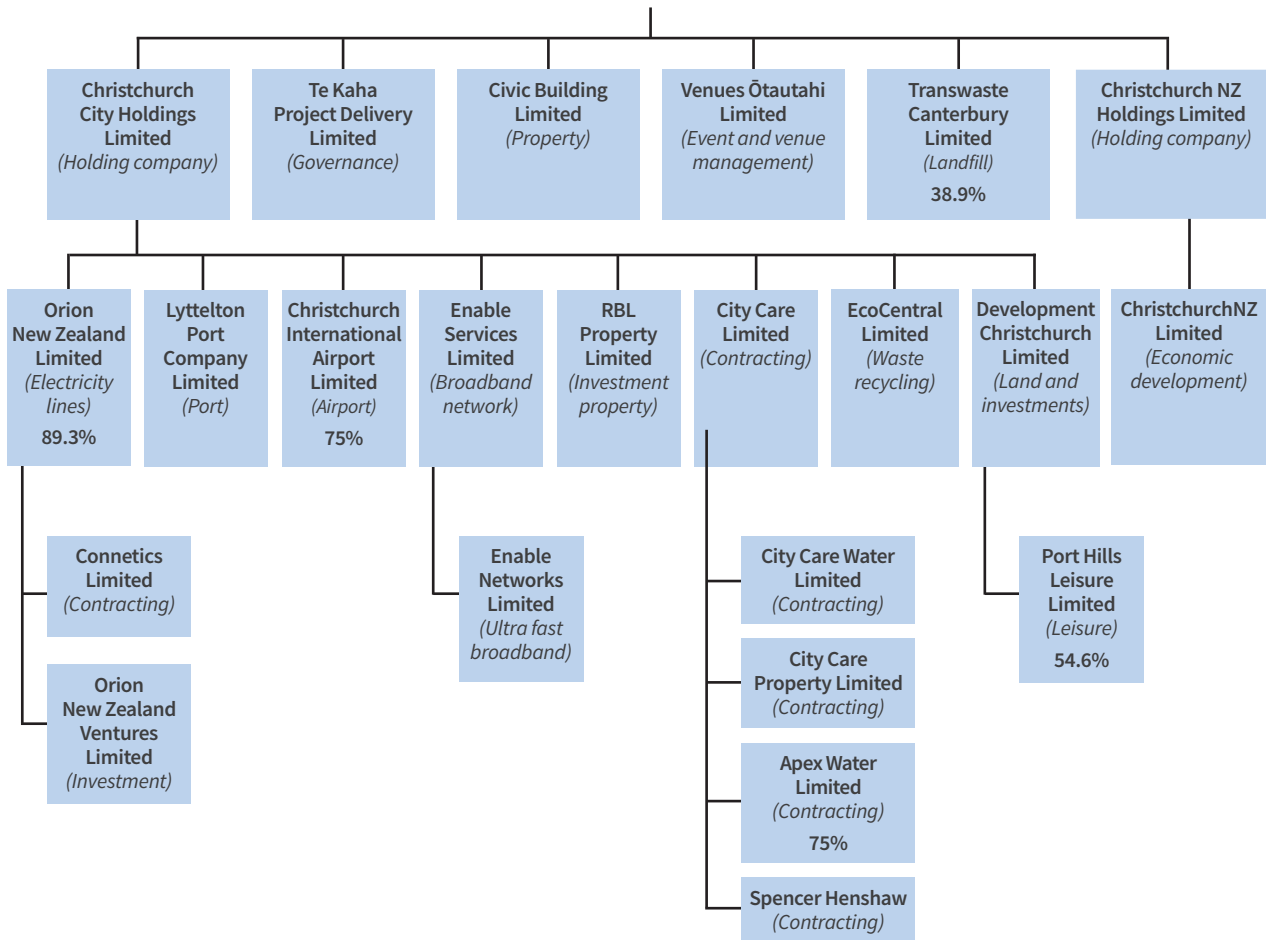 Christchurch
City Holdings
Limited
(Holding company)
Te Kaha
Project Delivery
Limited
(Governance)
Civic Building
Limited
(Property)
Venues Ōtautahi
Limited
(Event and venue
management)
Transwaste
Canterbury
Limited
(Landfill)
38.9%
Christchurch NZ
Holdings Limited
(Holding company)
Orion
New Zealand
Limited
(Electricity
lines)
89.3%
Lyttelton
Port
Company
Limited
(Port)
Christchurch
International
Airport
Limited
(Airport)
75%
Enable
Services
Limited
(Broadband
network)
RBL
Property
Limited
(Investment
property)
City Care
Limited
(Contracting)
EcoCentral
Limited
(Waste
recycling)
Development
Christchurch
Limited
(Land and
investments)
ChristchurchNZ
Limited
(Economic
development)
Connetics
Limited
(Contracting)
Orion
New Zealand
Ventures
Limited
(Investment)
Enable
Networks
Limited
(Ultra fast
broadband)
City Care Water
Limited
(Contracting)
City Care
Property Limited
(Contracting)
Apex Water
Limited
(Contracting)
75%
Spencer Henshaw
(Contracting)
Port Hills
Leisure
Limited
(Leisure)
54.6%